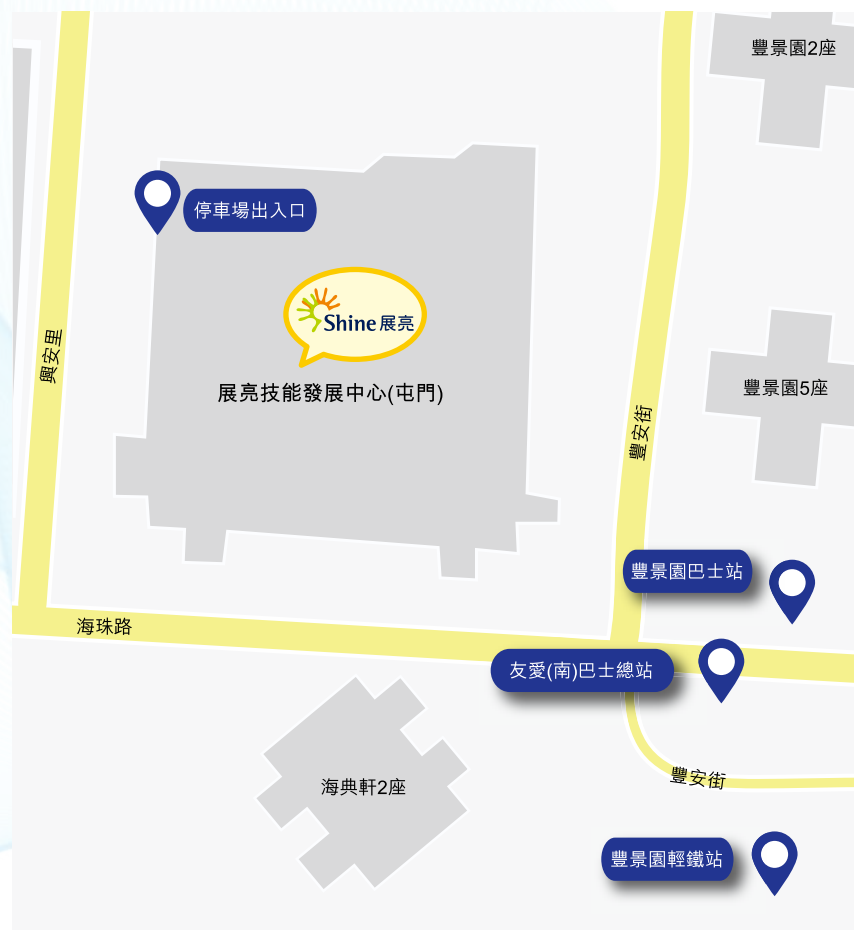 豐景園2座
停車場出入口
Shine 展亮
興安里
展亮技能發展中心(屯門)
豐景園5座
豐安街
豐景園巴士站
海珠路
友愛(南)巴士總站
豐安街
海典軒2座
豐景園輕鐵站